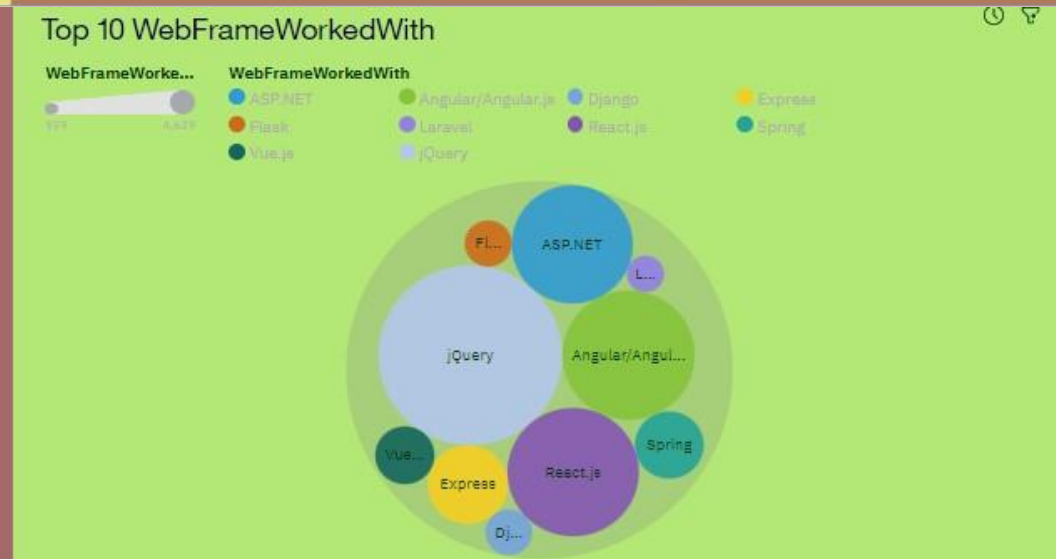 Top 10 WebFrameWorkedWith
WebFrameWorke... WebFrameWorkedWith
ASP.NET Angular/Angular.js Django Express
Flask Laravel React.js Spring
Vue.js jQuery
Fl...
ASP.NET
L...
jQuery
Angular/Angul...
Spring
Vue...
React.js
Express
Dj...